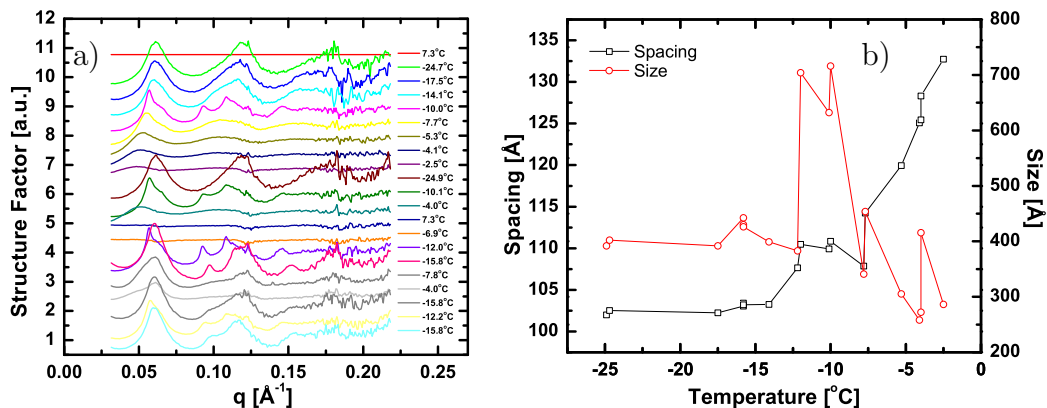 a)
Structure Factor [a.u.]
12
11
10
9
8
7
6
5
4
3
2
1
0.00
0.05
0.10
0.15
0.20
0.25
q [Å⁻¹]
7.3°C
-24.7°C
-17.5°C
-14.1°C
-10.0°C
-7.7°C
-5.3°C
-4.1°C
-2.5°C
-24.9°C
-10.1°C
-4.0°C
7.3°C
-6.9°C
-12.0°C
-15.8°C
-7.8°C
-4.0°C
-15.8°C
-12.2°C
-15.8°C
b)
Spacing
Size
Spacing [Å]
135
130
125
120
115
110
105
100
-25
-20
-15
-10
-5
0
Temperature [°C]
800
700
600
500
400
300
200
Size [Å]